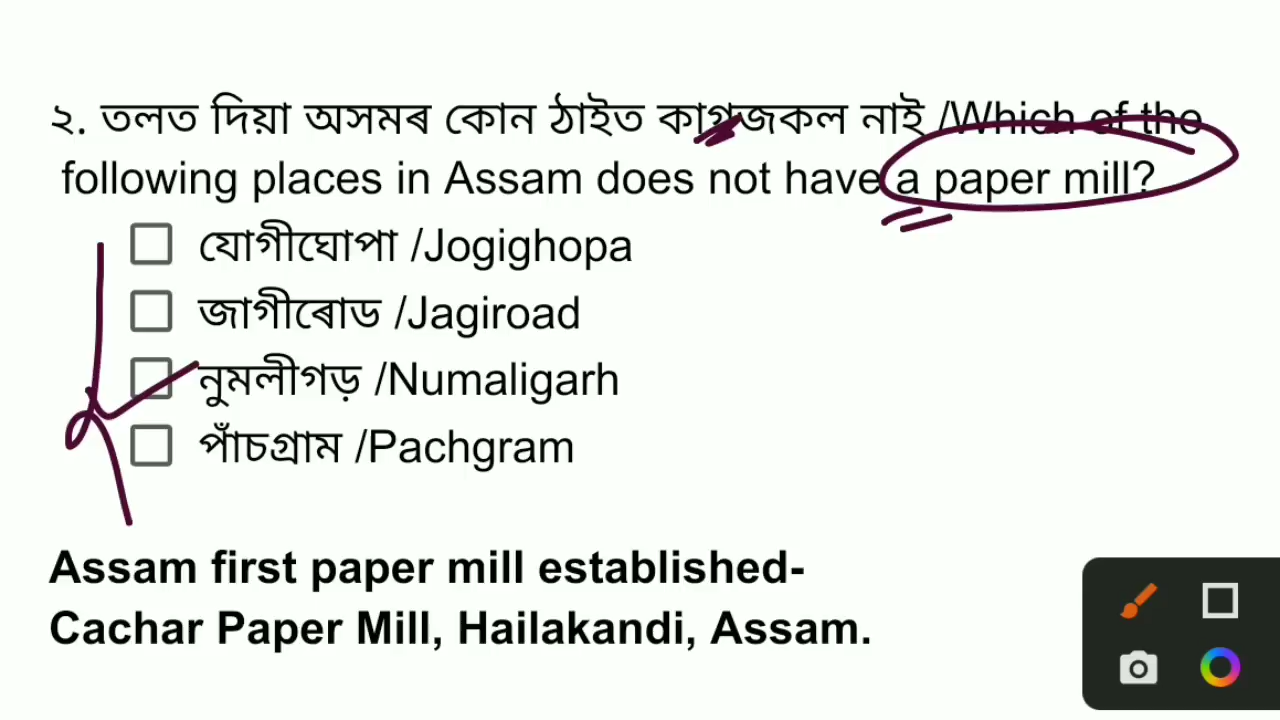 ২. তলত দিয়া অসমৰ কোন ঠাইত কাগজকল নাই /Which of the
following places in Assam does not have a paper mill?
যোগীঘোপা /Jogighopa
জাগীৰোড /Jagiroad
নুমলীগড় /Numaligarh
পাঁচগ্ৰাম /Pachgram
Assam first paper mill established-
Cachar Paper Mill, Hailakandi, Assam.